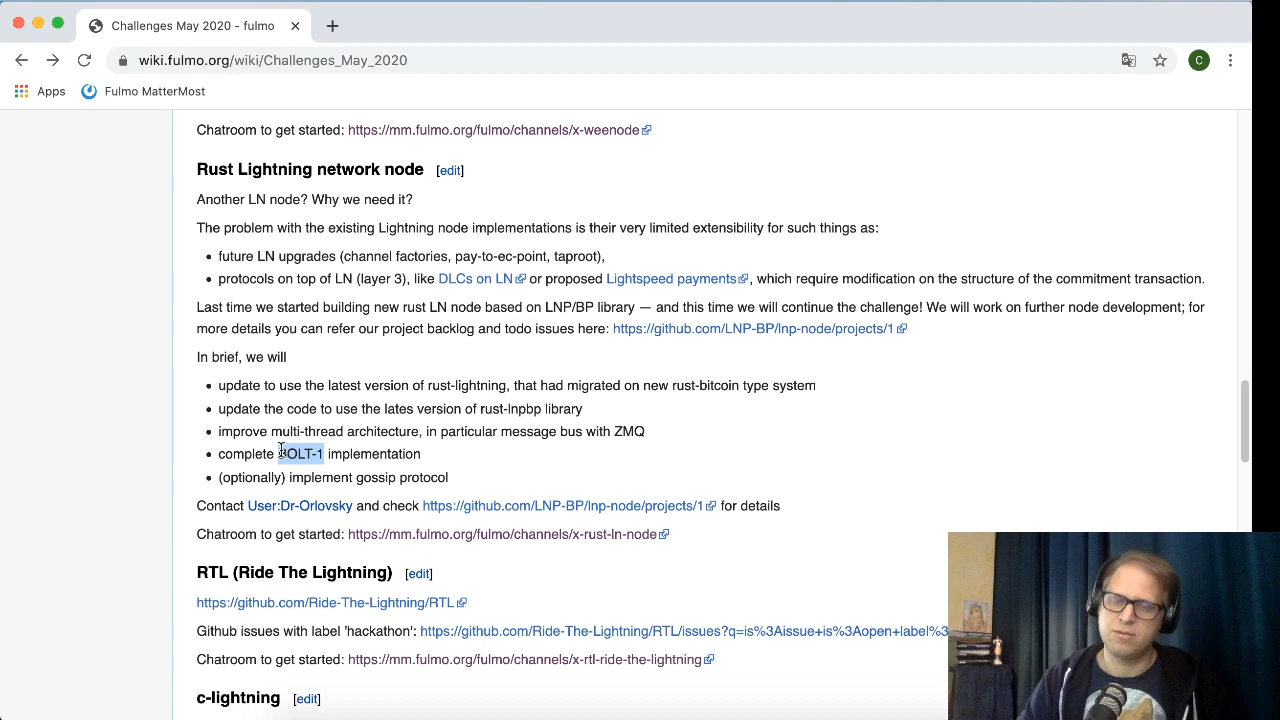 Challenges May 2020 - fulmo
wiki.fulmo.org/wiki/Challenges_May_2020
C
Apps
Fulmo MatterMost
Chatroom to get started: https://mm.fulmo.org/fulmo/channels/x-weenode
Rust Lightning network node [edit]
Another LN node? Why we need it?
The problem with the existing Lightning node implementations is their very limited extensibility for such things as:
future LN upgrades (channel factories, pay-to-ec-point, taproot),
protocols on top of LN (layer 3), like DLCs on LN or proposed Lightspeed payments, which require modification on the structure of the commitment transaction.
Last time we started building new rust LN node based on LNP/BP library — and this time we will continue the challenge! We will work on further node development; for
more details you can refer our project backlog and todo issues here: https://github.com/LNP-BP/lnp-node/projects/1
In brief, we will
update to use the latest version of rust-lightning, that had migrated on new rust-bitcoin type system
update the code to use the lates version of rust-lnpbp library
improve multi-thread architecture, in particular message bus with ZMQ
complete BOLT-1 implementation
(optionally) implement gossip protocol
Contact User:Dr-Orlovsky and check https://github.com/LNP-BP/lnp-node/projects/1 for details
Chatroom to get started: https://mm.fulmo.org/fulmo/channels/x-rust-ln-node
RTL (Ride The Lightning) [edit]
https://github.com/Ride-The-Lightning/RTL
Github issues with label 'hackathon': https://github.com/Ride-The-Lightning/RTL/issues?q=is%3Aissue+is%3Aopen+label%3
Chatroom to get started: https://mm.fulmo.org/fulmo/channels/x-rtl-ride-the-lightning
c-lightning [edit]